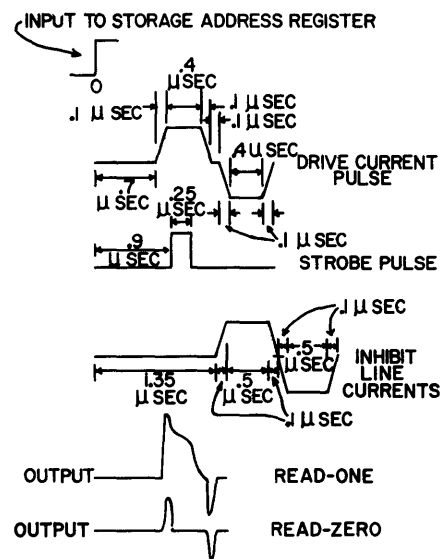 INPUT TO STORAGE ADDRESS REGISTER
0
.4
μ SEC
.1 μ SEC
.1 μ SEC
.1 μ SEC
.4 μ SEC
DRIVE CURRENT
PULSE
.7
μ SEC
.25
μ SEC
.1 μ SEC
.9
μ SEC
STROBE PULSE
.1 μ SEC
.5
μ SEC
INHIBIT
LINE
CURRENTS
1.35
μ SEC
.5
μ SEC
.1 μ SEC
OUTPUT
READ-ONE
OUTPUT
READ-ZERO